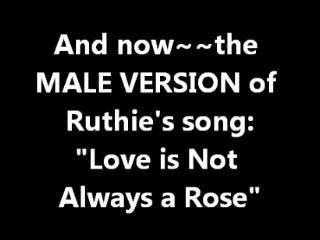 And now~~the
MALE VERSION of
Ruthie's song:
"Love is Not
Always a Rose"